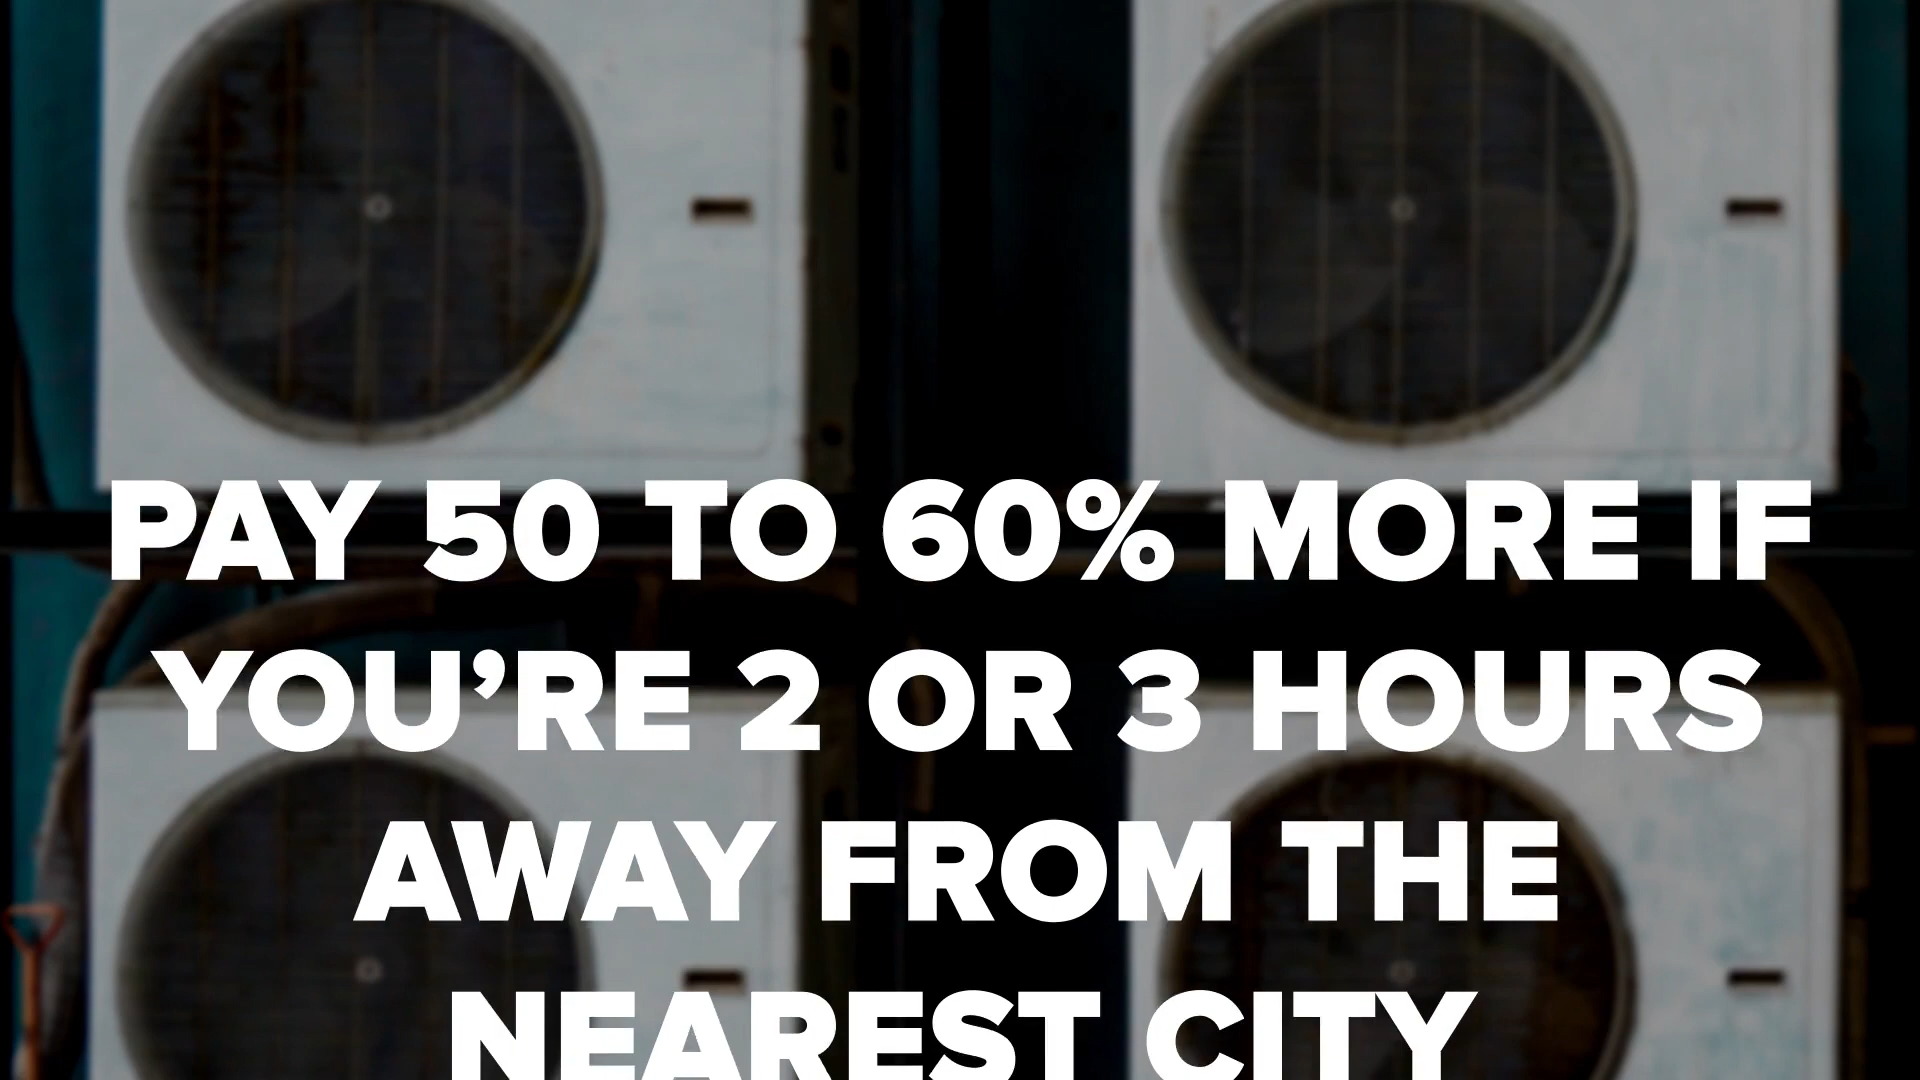 PAY 50 TO 60% MORE IF
YOU’RE 2 OR 3 HOURS
AWAY FROM THE
NEAREST CITY